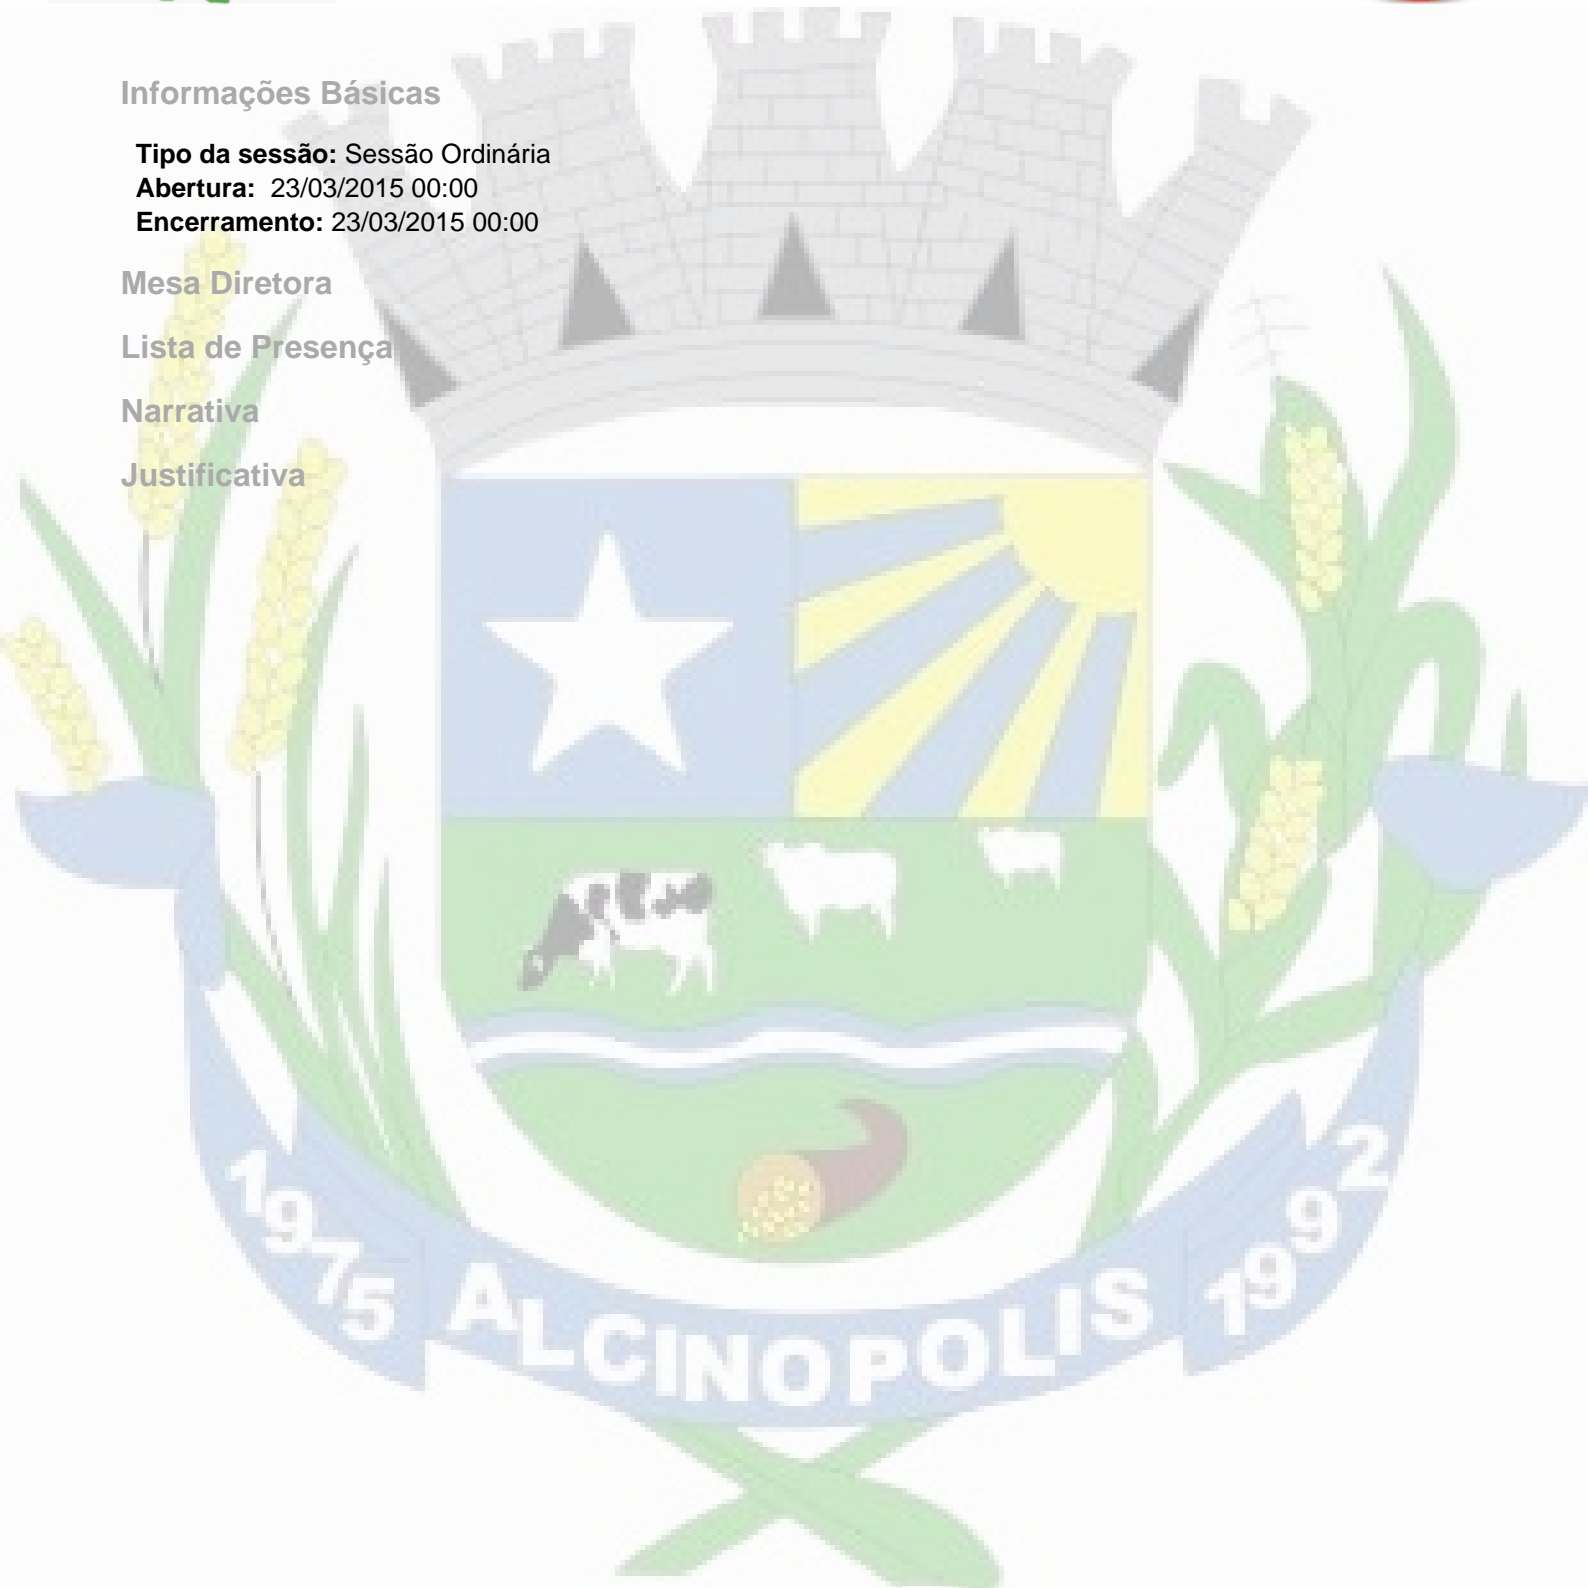 Informações Básicas
Tipo da sessão: Sessão Ordinária
Abertura: 23/03/2015 00:00
Encerramento: 23/03/2015 00:00
Mesa Diretora
Lista de Presença
Narrativa
Justificativa
1975 ALCINOPOLIS 1992